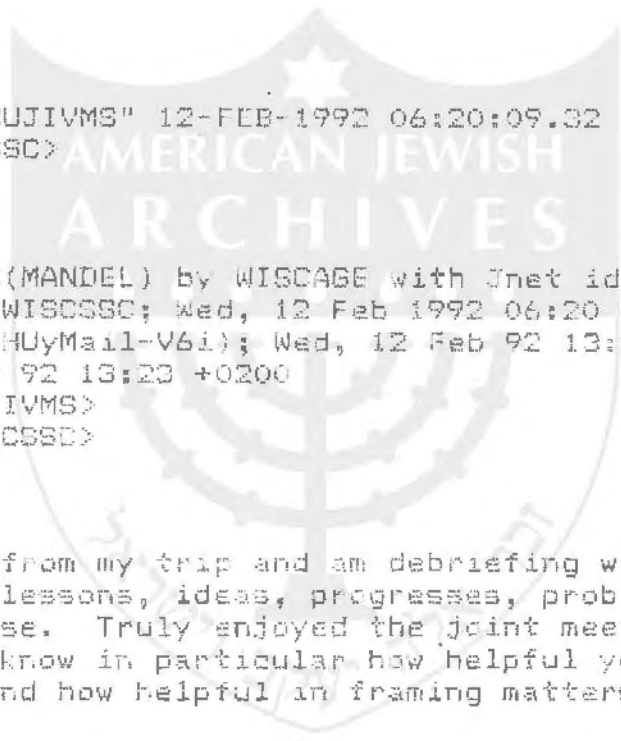 UJIVMS" 12-FEB-1992 06:20:09.32
SSC>
AMERICAN JEWISH
ARCHIVES
(MANDEL) by WISCAGE with Jnet id
WISCSSC; Wed, 12 Feb 1992 06:20
HUyMail-V6i); Wed, 12 Feb 92 13:
92 13:23 +0200
IVMS>
CSSC>
from my trip and am debriefing w
lessons, ideas, progresses, prob
se. Truly enjoyed the joint mee
know in particular how helpful yo
nd how helpful in framing matters